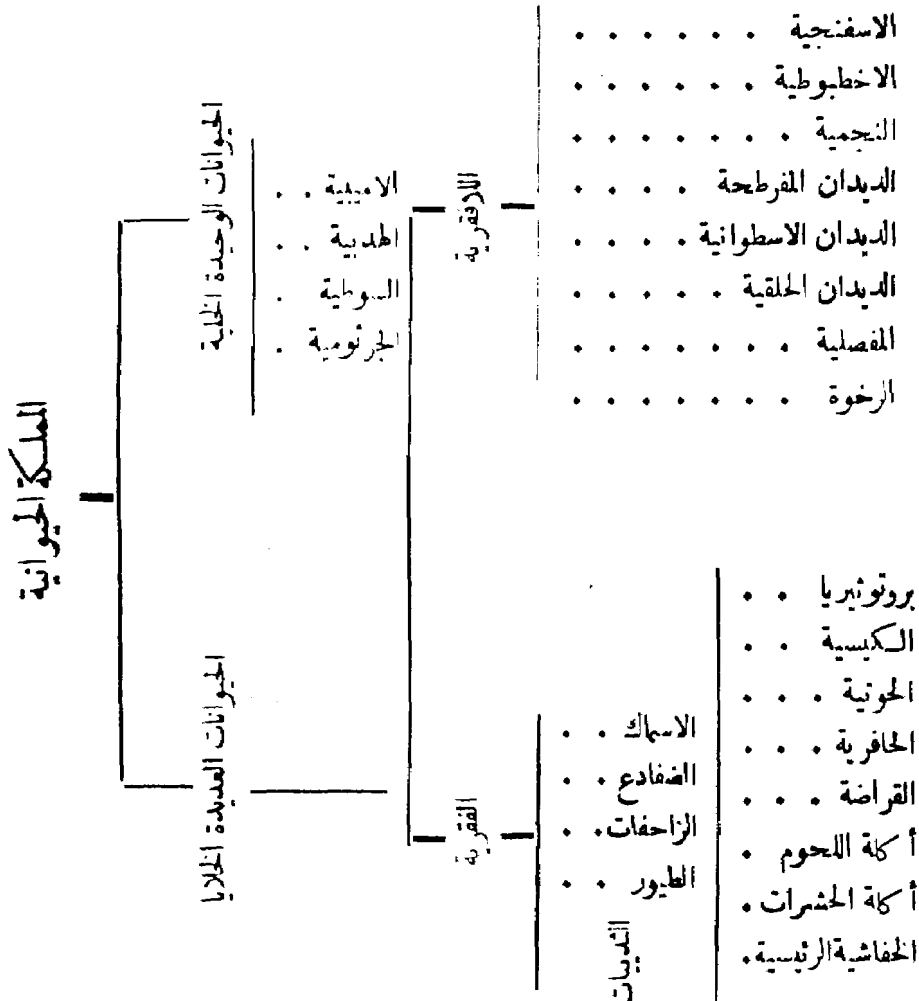 المملكة الحيوانية
الحيوانات الوحيدة الخلية
الاميبية . .
الهدبية . .
السوطية .
الجرثومية .
الحيوانات العديدة الخلايا
اللافقرية
الاسفنجية . . . . . .
الاخطبوطية . . . . . .
النجمية . . . . . . .
الديدان المفرطحة . . . .
الديدان الاسطوانية . . . .
الديدان الحلقية . . . . .
المفصلية . . . . . . .
الرخوة . . . . . . .
الفقرية
الاسماك . .
الضفادع . .
الزاحفات . .
الطيور . .
الثدييات
بروتوثيريا . .
الكيسية . .
الحوتية . . .
الحافرية . . .
القراضة . . .
أكلة اللحوم .
أكلة الحشرات .
الخفاشية الرئيسية .